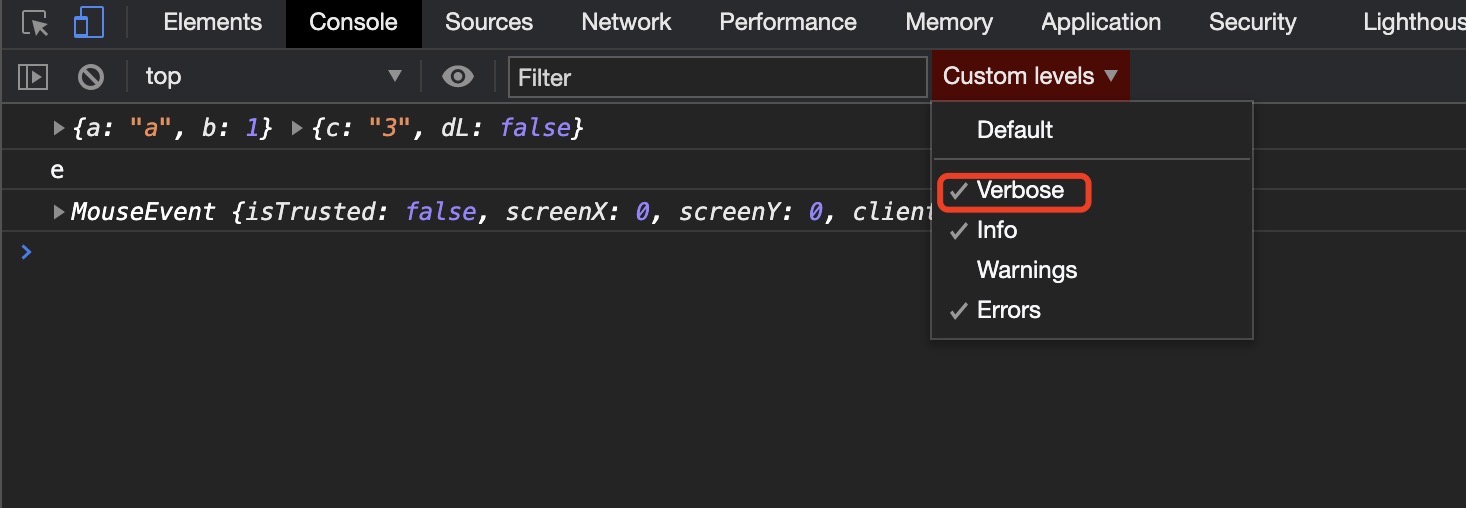 Elements Console Sources Network Performance Memory Application Security Lighthous
top Filter Custom levels
{a: "a", b: 1} {c: "3", dL: false}
Default
e
Verbose
MouseEvent {isTrusted: false, screenX: 0, screenY: 0, client
Info
Warnings
Errors